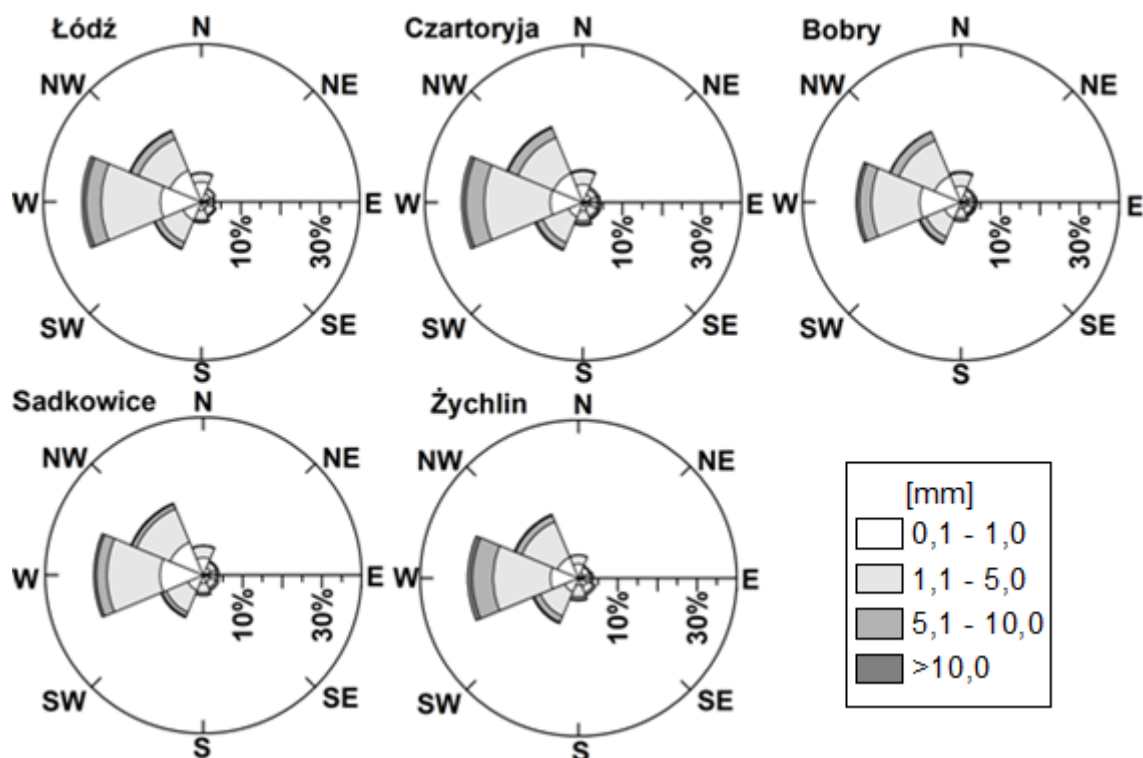 Łódź
N
NW
NE
W
E
10%
30%
SW
SE
S
Czartoryja
N
NW
NE
W
E
10%
30%
SW
SE
S
Bobry
N
NW
NE
W
E
10%
30%
SW
SE
S
Sadkowice
N
NW
NE
W
E
10%
30%
SW
SE
S
Żychlin
N
NW
NE
W
E
10%
30%
SW
SE
S
[mm]
0,1 - 1,0
1,1 - 5,0
5,1 - 10,0
>10,0